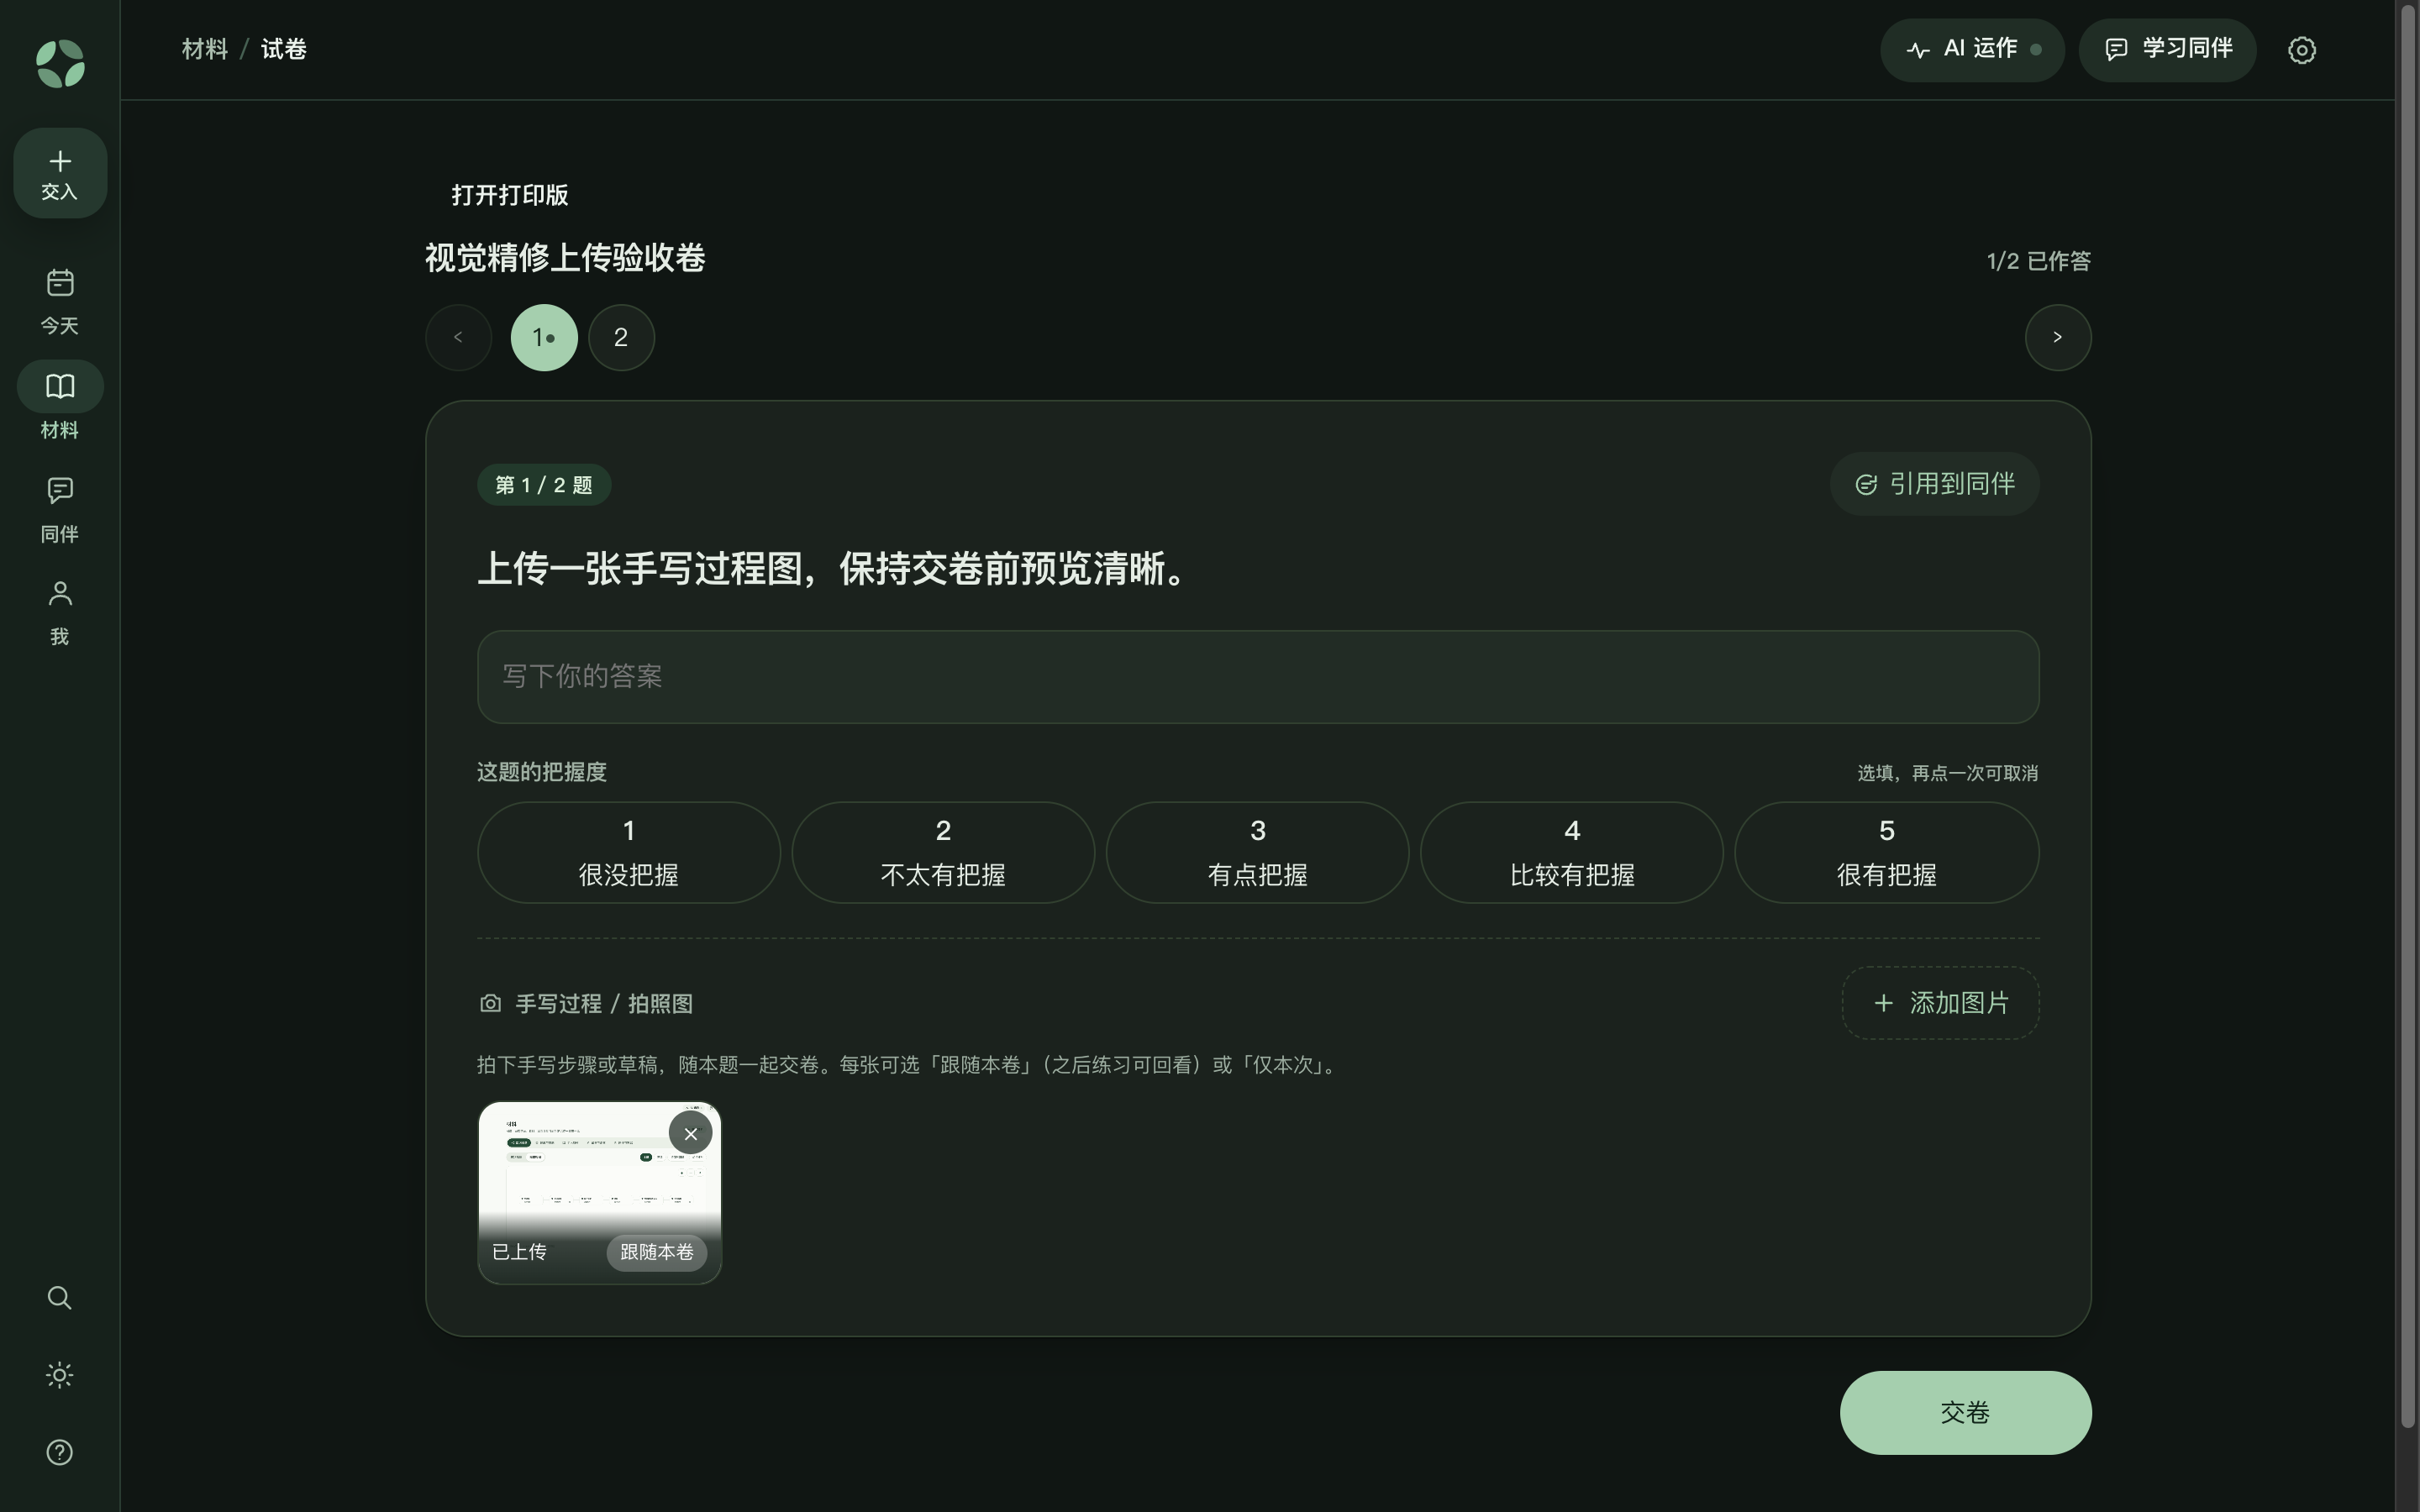 材料 / 试卷
AI 运作
学习同伴
交入
今天
材料
同伴
我
打开打印版
视觉精修上传验收卷
1/2 已作答
<
1
2
>
第 1 / 2 题
引用到同伴
上传一张手写过程图，保持交卷前预览清晰。
写下你的答案
这题的把握度
选填，再点一次可取消
1
很没把握
2
不太有把握
3
有点把握
4
比较有把握
5
很有把握
手写过程 / 拍照图
+ 添加图片
拍下手写步骤或草稿，随本题一起交卷。每张可选「跟随本卷」（之后练习可回看）或「仅本次」。
已上传
跟随本卷
交卷